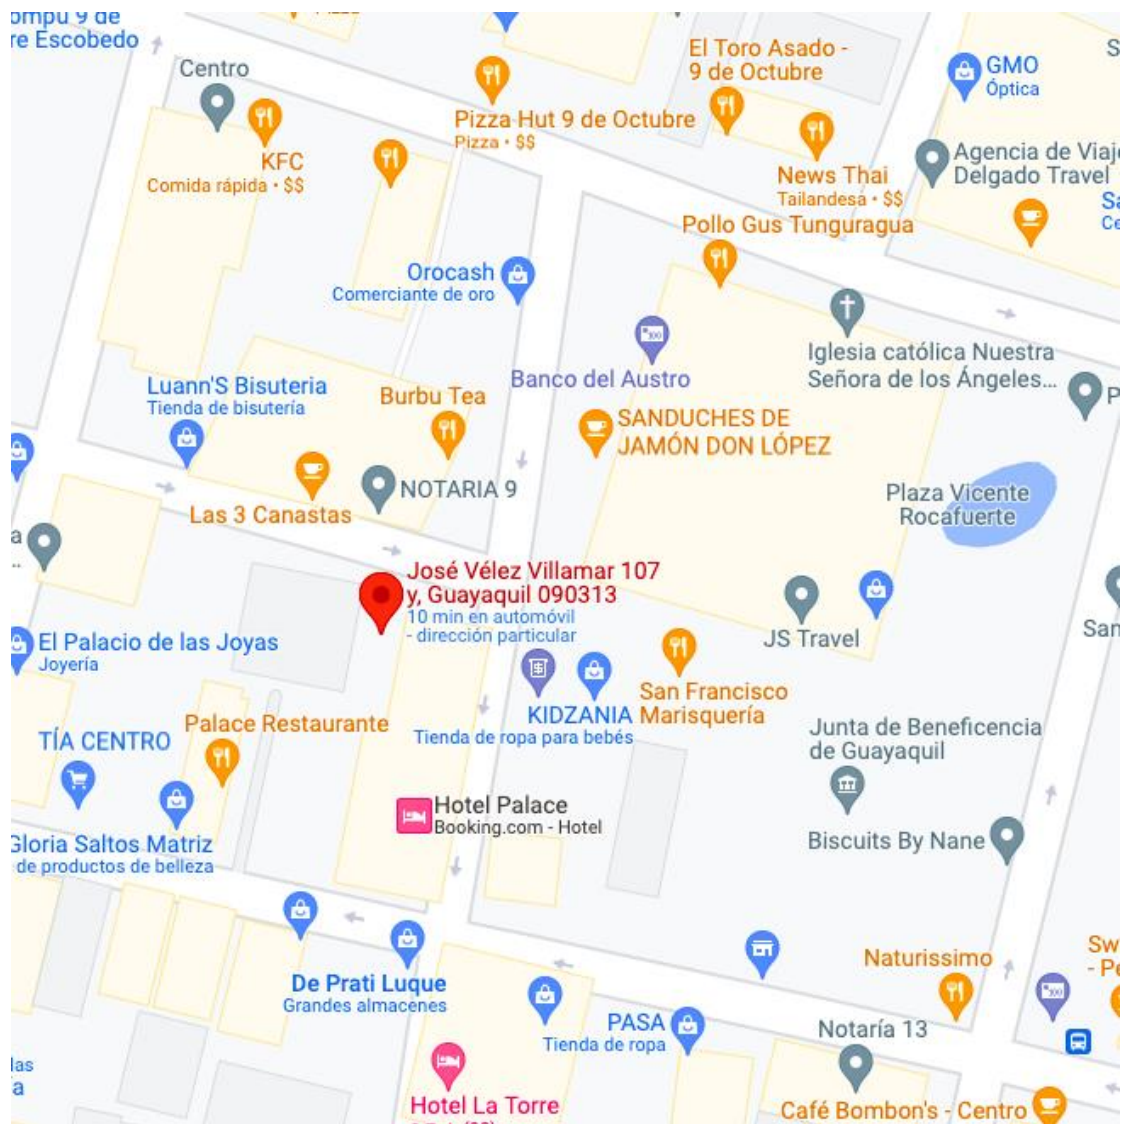 re Escobedo
Centro
KFC
Comida rápida • $$
Pizza Hut 9 de Octubre
Pizza • $$
El Toro Asado -
9 de Octubre
GMO
Óptica
News Thai
Tailandesa • $$
Agencia de Viaj
Delgado Travel
Pollo Gus Tunguragua
Orocash
Comerciante de oro
Banco del Austro
Iglesia católica Nuestra
Señora de los Ángeles...
Luann'S Bisuteria
Tienda de bisutería
Burbu Tea
SANDUCHES DE
JAMÓN DON LÓPEZ
NOTARIA 9
Las 3 Canastas
Plaza Vicente
Rocafuerte
José Vélez Villamar 107
y, Guayaquil 090313
10 min en automóvil
- dirección particular
JS Travel
El Palacio de las Joyas
Joyería
San Francisco
Marisquería
KIDZANIA
Tienda de ropa para bebés
Palace Restaurante
TÍA CENTRO
Junta de Beneficencia
de Guayaquil
Hotel Palace
Booking.com - Hotel
Gloria Saltos Matriz
de productos de belleza
Biscuits By Nane
De Prati Luque
Grandes almacenes
Naturissimo
PASA
Tienda de ropa
Notaría 13
Hotel La Torre
Café Bombon's - Centro